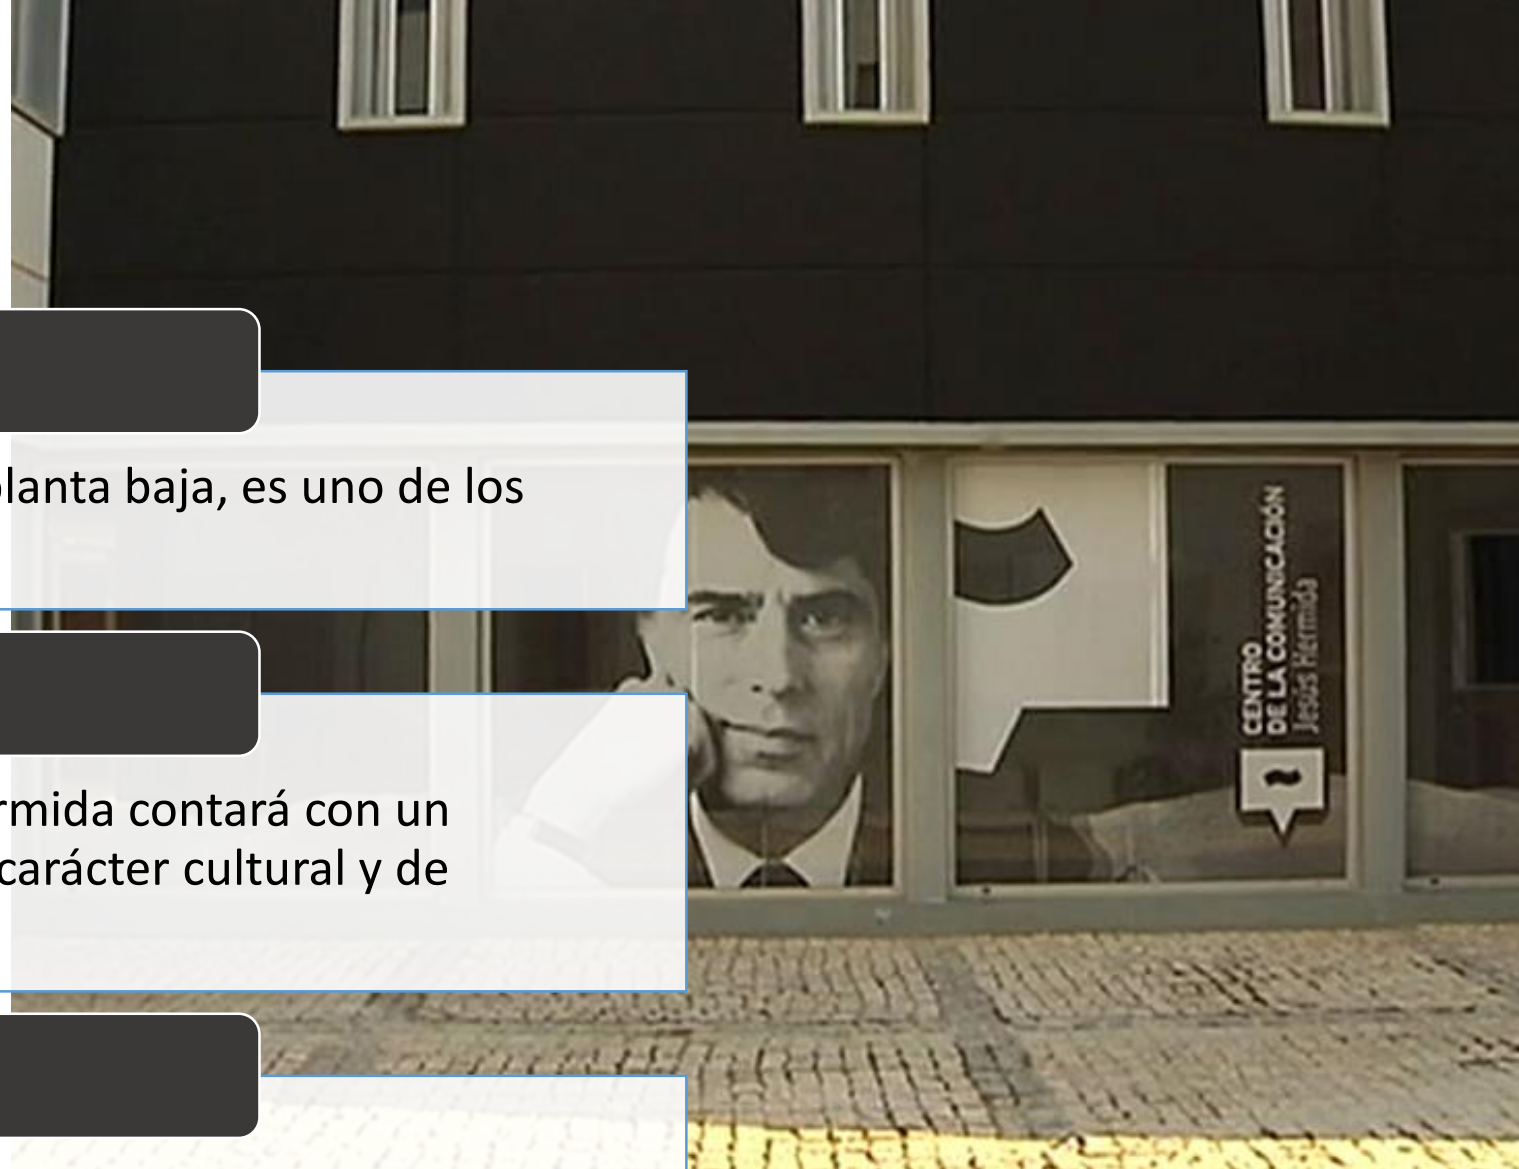 planta baja, es uno de los
rmida contará con un
carácter cultural y de
CENTRO
DE LA COMUNICACIÓN
Jesús Hermida